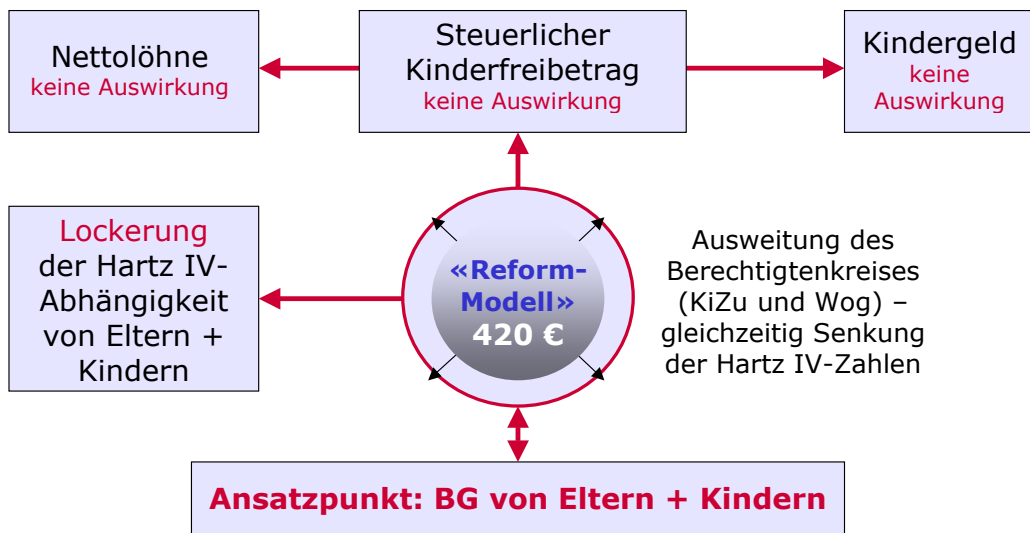 Nettolöhne
keine Auswirkung
Steuerlicher
Kinderfreibetrag
keine Auswirkung
Kindergeld
keine
Auswirkung
Lockerung
der Hartz IV-
Abhängigkeit
von Eltern +
Kindern
«Reform-
Modell»
420 €
Ausweitung des
Berechtigtenkreises
(KiZu und Wog) –
gleichzeitig Senkung
der Hartz IV-Zahlen
Ansatzpunkt: BG von Eltern + Kindern